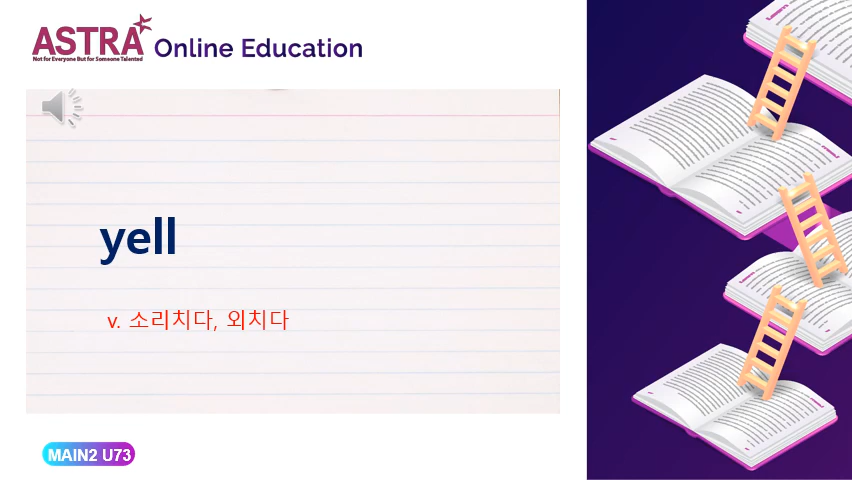 ASTRA
Not for Everyone But for Someone Talented
Online Education
yell
v. 소리치다, 외치다
MAIN2 U73